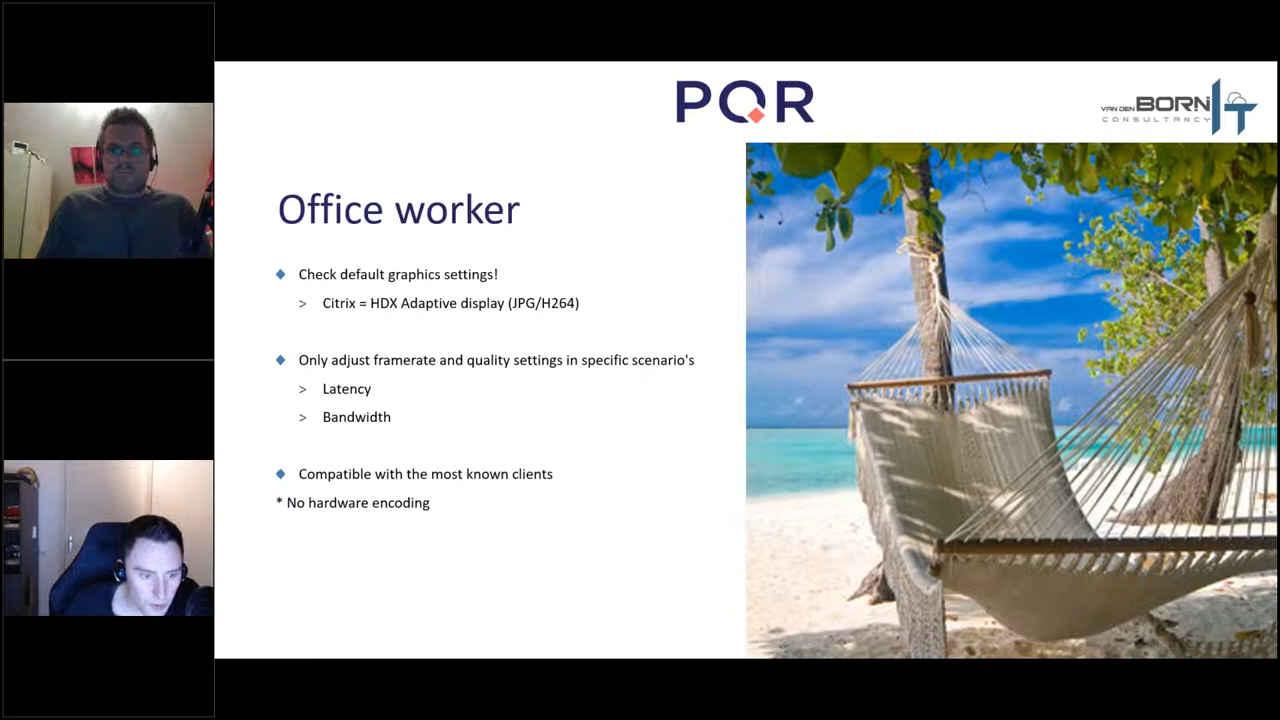 PQR
VAN DEN BORN IT
CONSULTANCY
Office worker
Check default graphics settings!
> Citrix = HDX Adaptive display (JPG/H264)
Only adjust framerate and quality settings in specific scenario's
> Latency
> Bandwidth
Compatible with the most known clients
* No hardware encoding